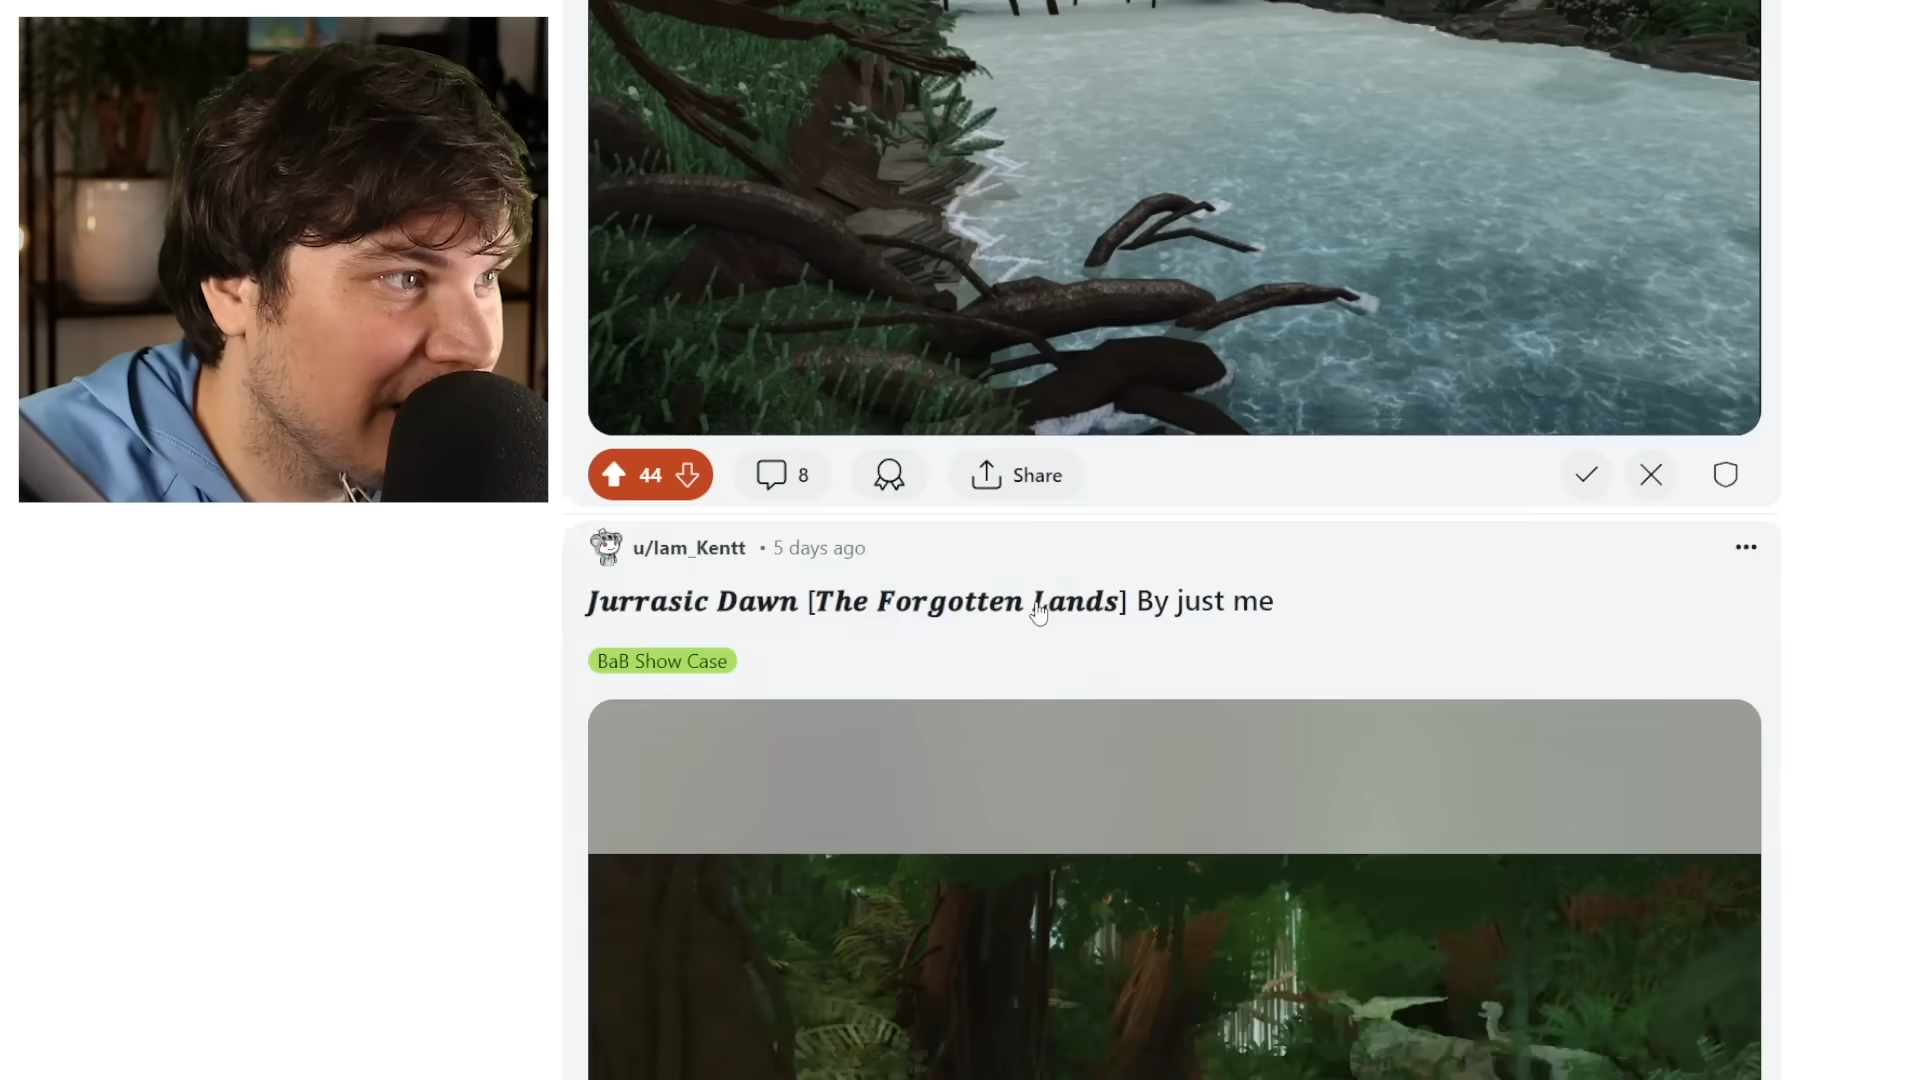 44
8
Share
u/Iam_Kentt • 5 days ago
Jurrasic Dawn [The Forgotten Lands] By just me
BaB Show Case